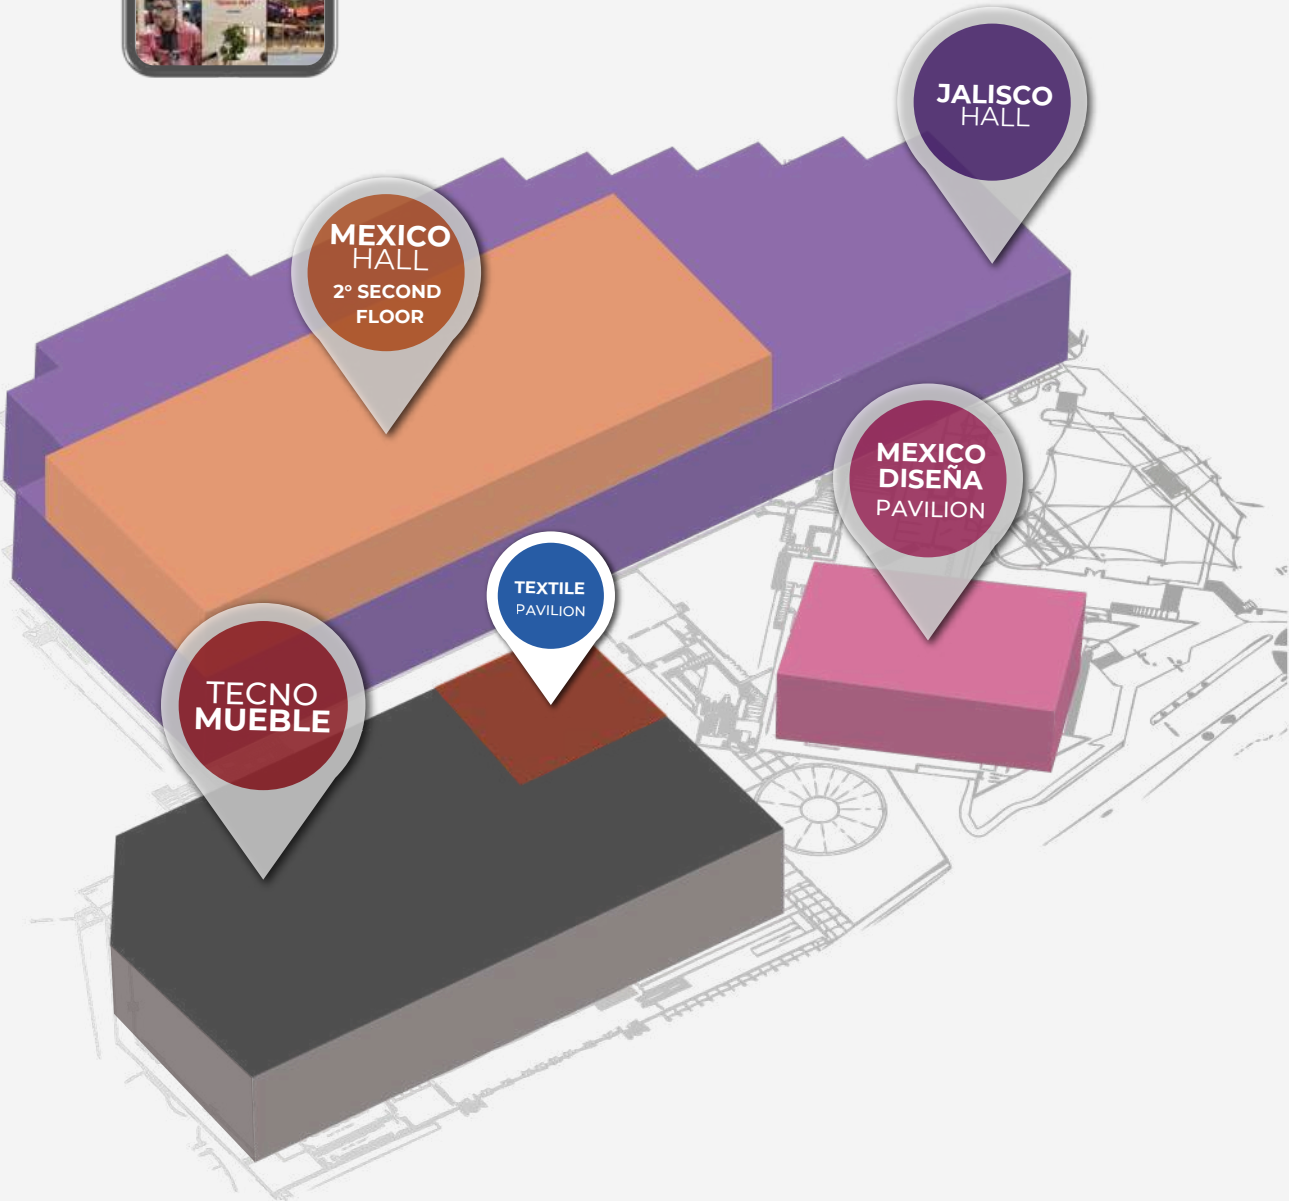 JALISCO
HALL
MEXICO
HALL
2° SECOND
FLOOR
MEXICO
DISEÑA
PAVILION
TEXTILE
PAVILION
TECNO
MUEBLE